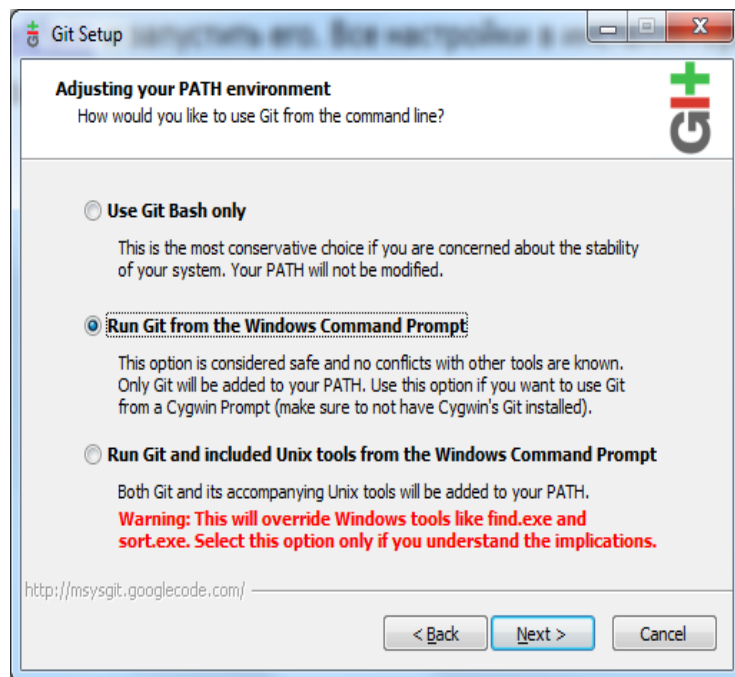 Git Setup
запустить его. Все настройки в
Adjusting your PATH environment
How would you like to use Git from the command line?
GIt
Use Git Bash only
This is the most conservative choice if you are concerned about the stability
of your system. Your PATH will not be modified.
Run Git from the Windows Command Prompt
This option is considered safe and no conflicts with other tools are known.
Only Git will be added to your PATH. Use this option if you want to use Git
from a Cygwin Prompt (make sure to not have Cygwin's Git installed).
Run Git and included Unix tools from the Windows Command Prompt
Both Git and its accompanying Unix tools will be added to your PATH.
Warning: This will override Windows tools like find.exe and
sort.exe. Select this option only if you understand the implications.
http://msysgit.googlecode.com/
< Back
Next >
Cancel